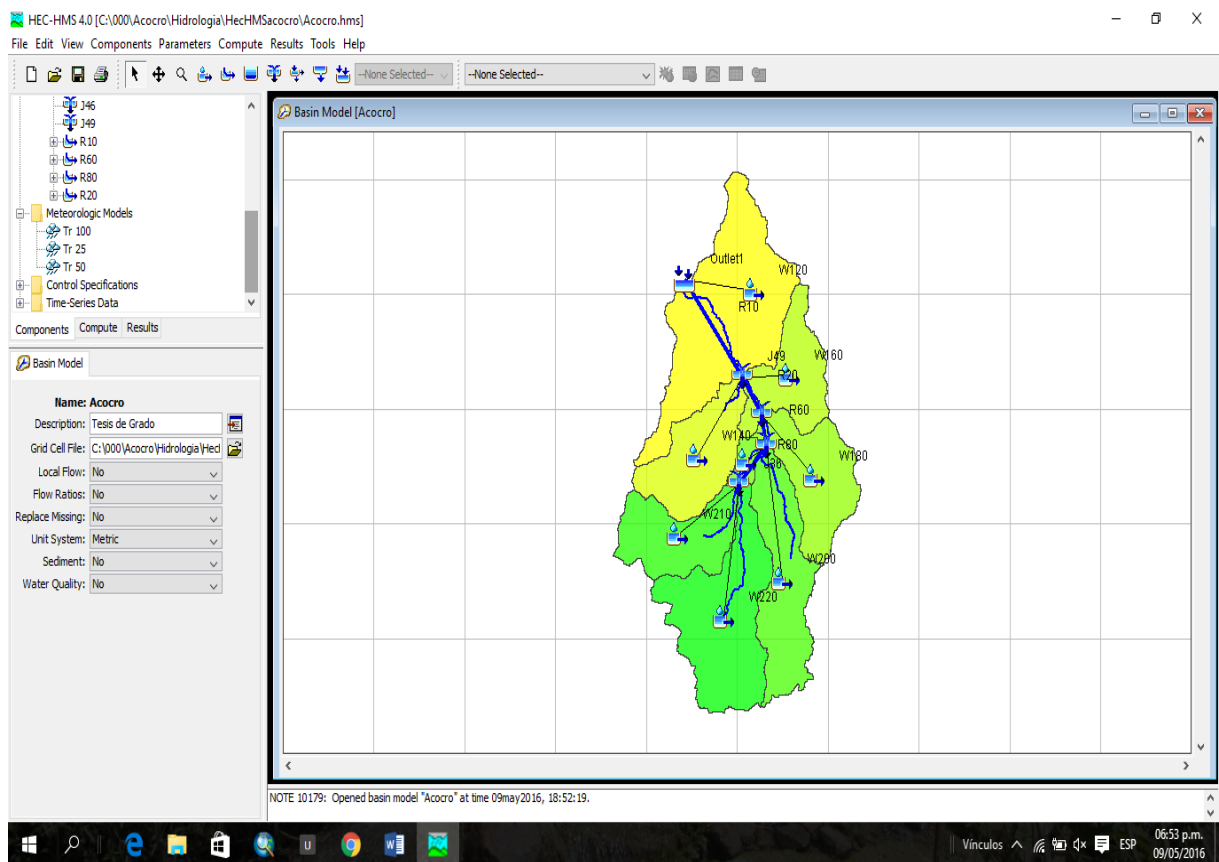 HEC-HMS 4.0 [C:\000\Acocro\Hidrologia\HecHMSacocro\Acocro.hms]
File Edit View Components Parameters Compute Results Tools Help
--None Selected-- --None Selected--
J46
J49
R10
R60
R80
R20
Meteorologic Models
Tr 100
Tr 25
Tr 50
Control Specifications
Time-Series Data
Components Compute Results
Basin Model
Name: Acocro
Description: Tesis de Grado
Grid Cell File: C:\000\Acocro\Hidrologia\Hecl
Local Flow: No
Flow Ratios: No
Replace Missing: No
Unit System: Metric
Sediment: No
Water Quality: No
Basin Model [Acocro]
Outlet1
W120
R10
J49
W160
R20
R60
W140
R80
W180
W210
W220
NOTE 10179: Opened basin model "Acocro" at time 09may2016, 18:52:19.
U
Vínculos
ESP
06:53 p.m.
09/05/2016